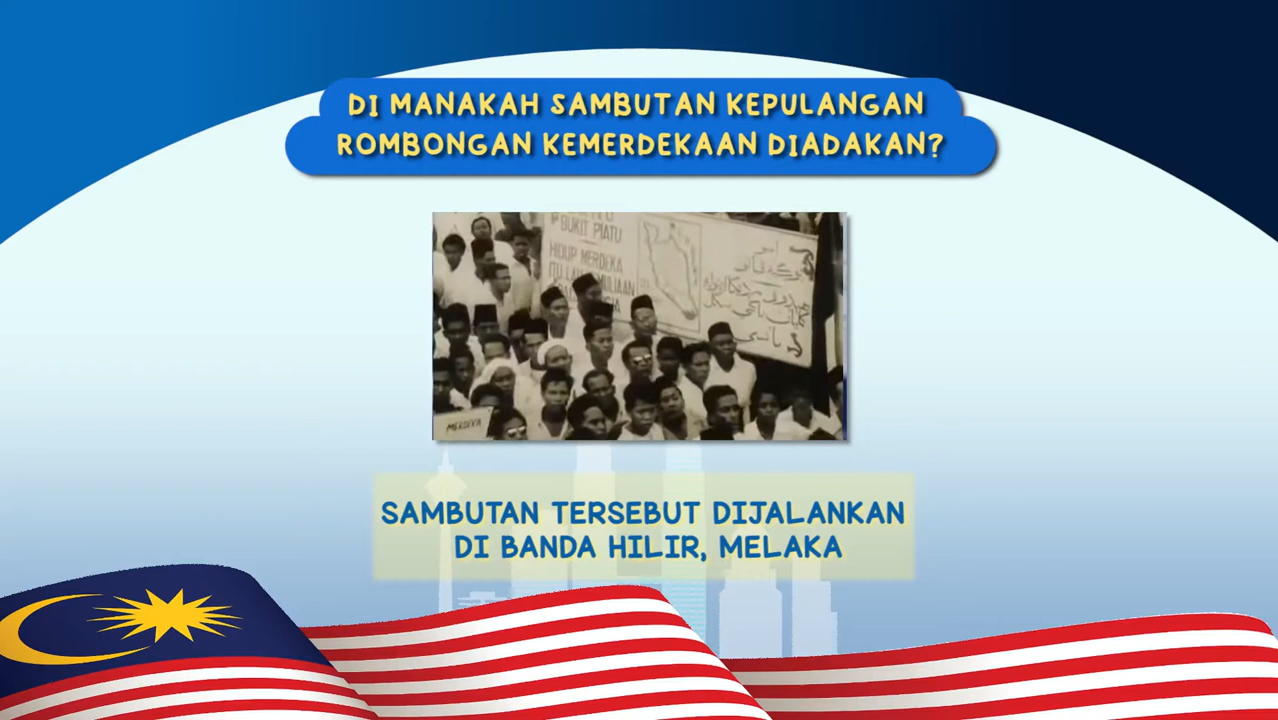 DI MANAKAH SAMBUTAN KEPULANGAN
ROMBONGAN KEMERDEKAAN DIADAKAN?
BUKIT PIATU
HIDUP MERDEKA
MERDEKA
SAMBUTAN TERSEBUT DIJALANKAN
DI BANDA HILIR, MELAKA